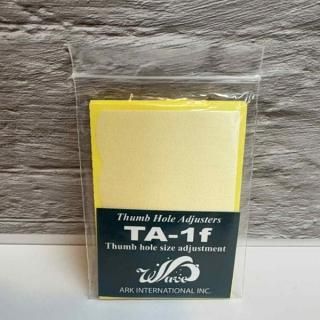 Thumb Hole Adjusters
TA-1f
Thumb hole size adjustment
Wave
ARK INTERNATIONAL INC.